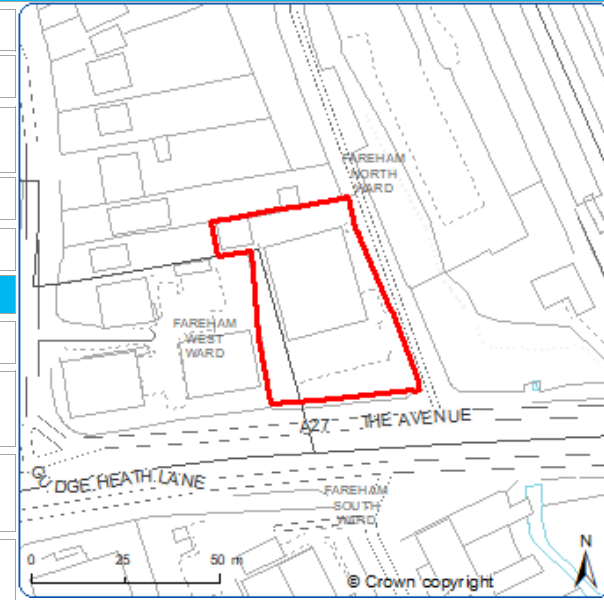 FAREHAM
NORTH
WARD
FAREHAM
WEST
WARD
A27 THE AVENUE
GUDGE HEATH LANE
FAREHAM
SOUTH
WARD
N
0 25 50 m
© Crown copyright